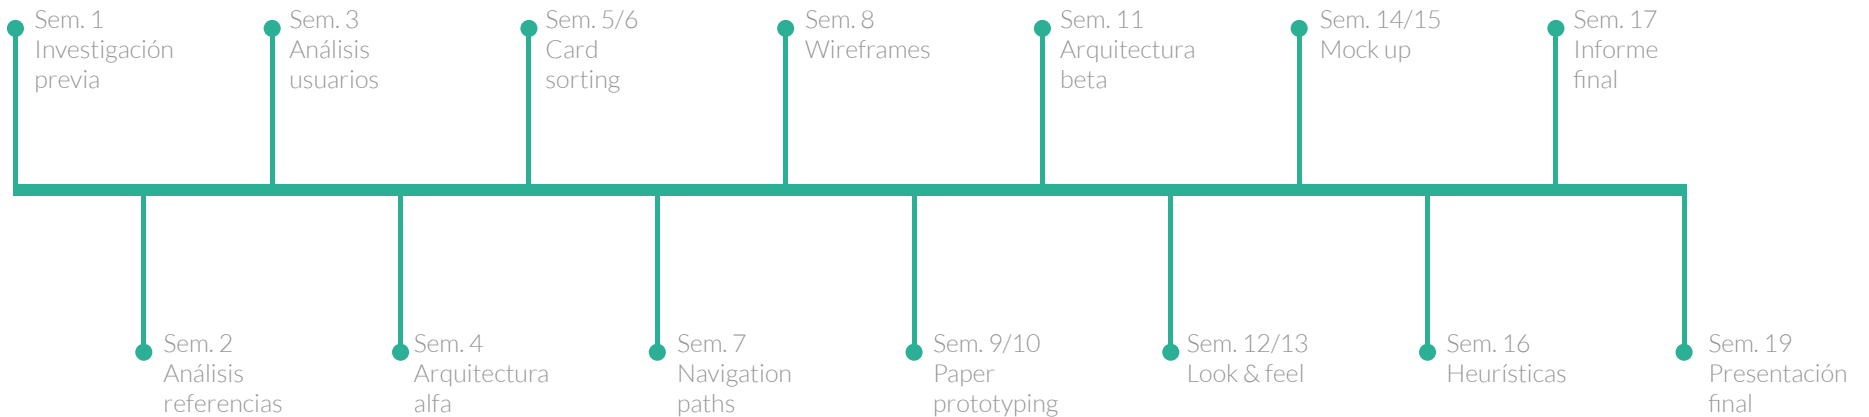 Sem. 1
Investigación
previa
Sem. 3
Análisis
usuarios
Sem. 5/6
Card
sorting
Sem. 8
Wireframes
Sem. 11
Arquitectura
beta
Sem. 14/15
Mock up
Sem. 17
Informe
final
Sem. 2
Análisis
referencias
Sem. 4
Arquitectura
alfa
Sem. 7
Navigation
paths
Sem. 9/10
Paper
prototyping
Sem. 12/13
Look & feel
Sem. 16
Heurísticas
Sem. 19
Presentación
final